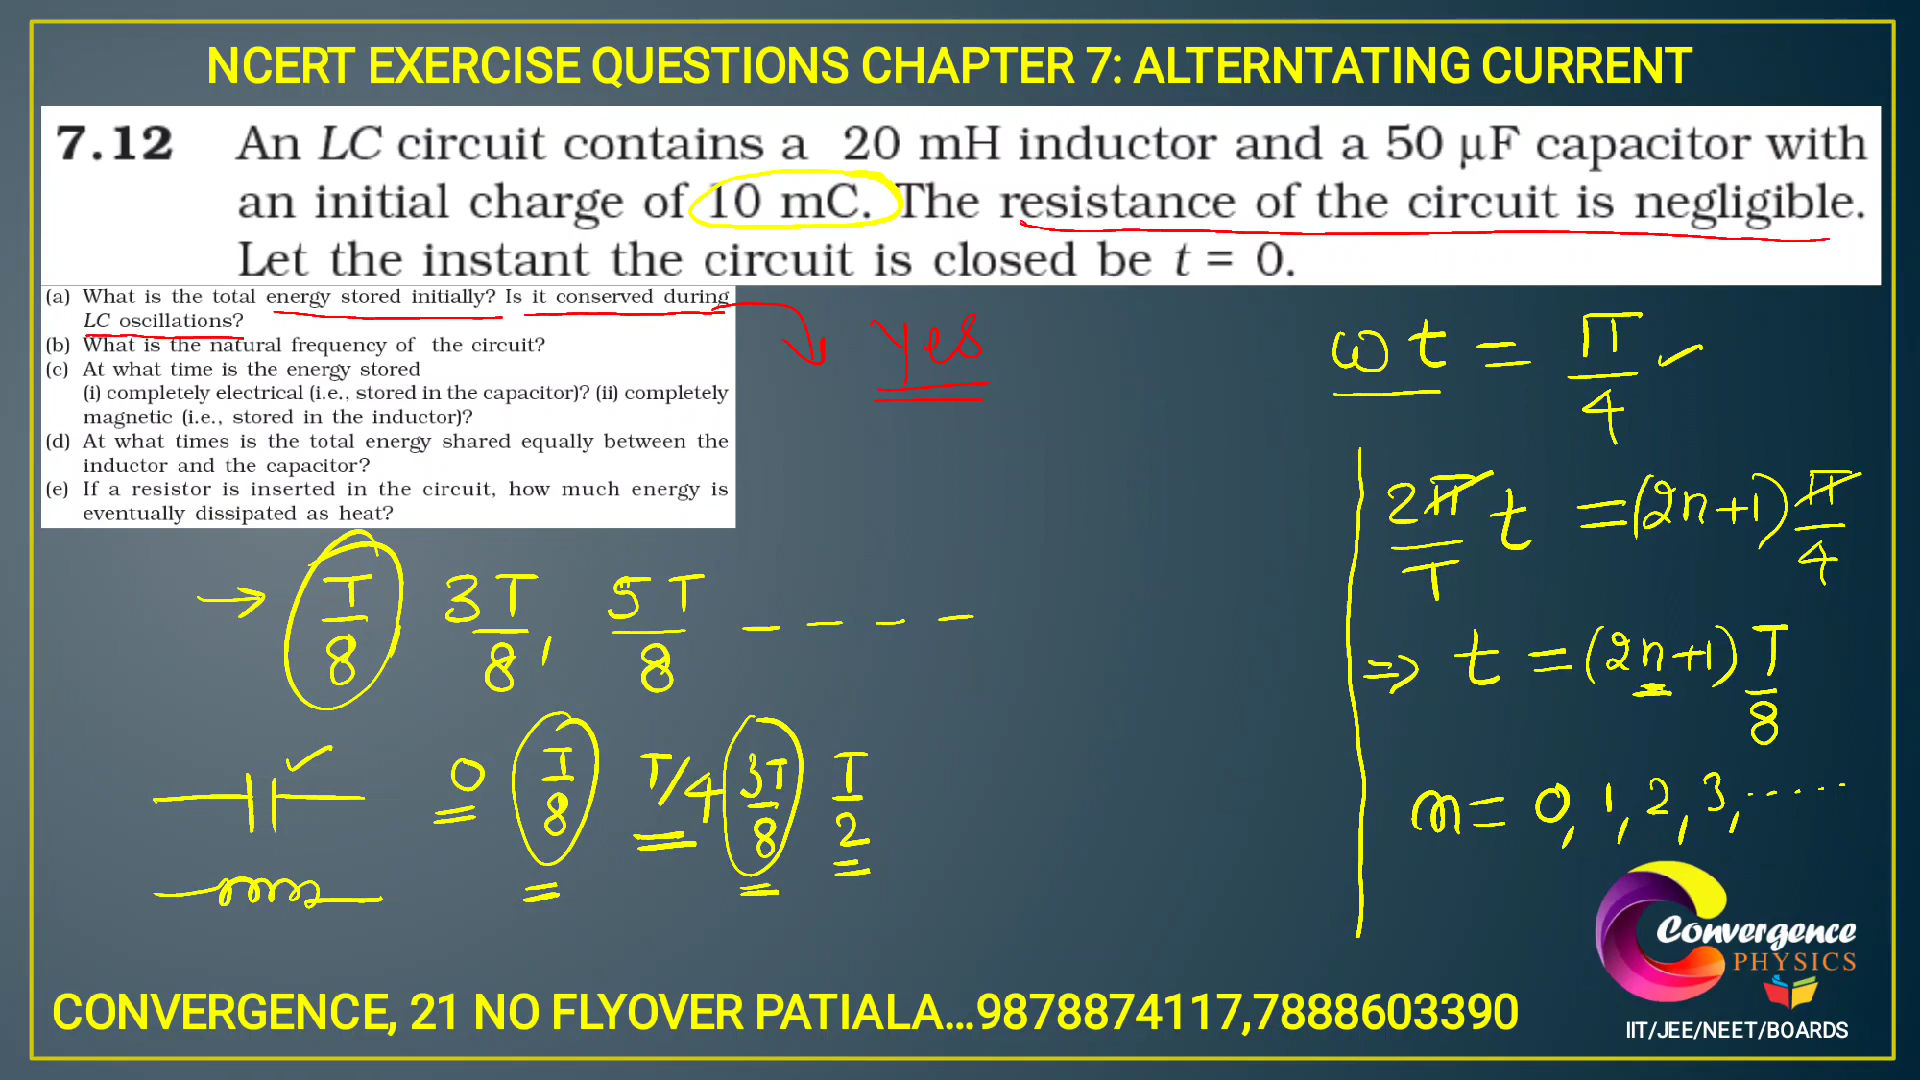 NCERT EXERCISE QUESTIONS CHAPTER 7: ALTERNTATING CURRENT
7.12 An LC circuit contains a 20 mH inductor and a 50 μF capacitor with
an initial charge of 10 mC. The resistance of the circuit is negligible.
Let the instant the circuit is closed be t = 0.
(a) What is the total energy stored initially? Is it conserved during
LC oscillations?
(b) What is the natural frequency of the circuit?
(c) At what time is the energy stored
(i) completely electrical (i.e., stored in the capacitor)? (ii) completely
magnetic (i.e., stored in the inductor)?
(d) At what times is the total energy shared equally between the
inductor and the capacitor?
(e) If a resistor is inserted in the circuit, how much energy is
eventually dissipated as heat?
Yes
ωt = π/4
2π/T t = (2n+1) π/4
⇒ t = (2n+1) T/8
n = 0, 1, 2, 3, .....
→ T/8 3T/8, 5T/8 - - - -
0 T/8 T/4 3T/8 T/2
Convergence
PHYSICS
IIT/JEE/NEET/BOARDS
CONVERGENCE, 21 NO FLYOVER PATIALA...9878874117,7888603390